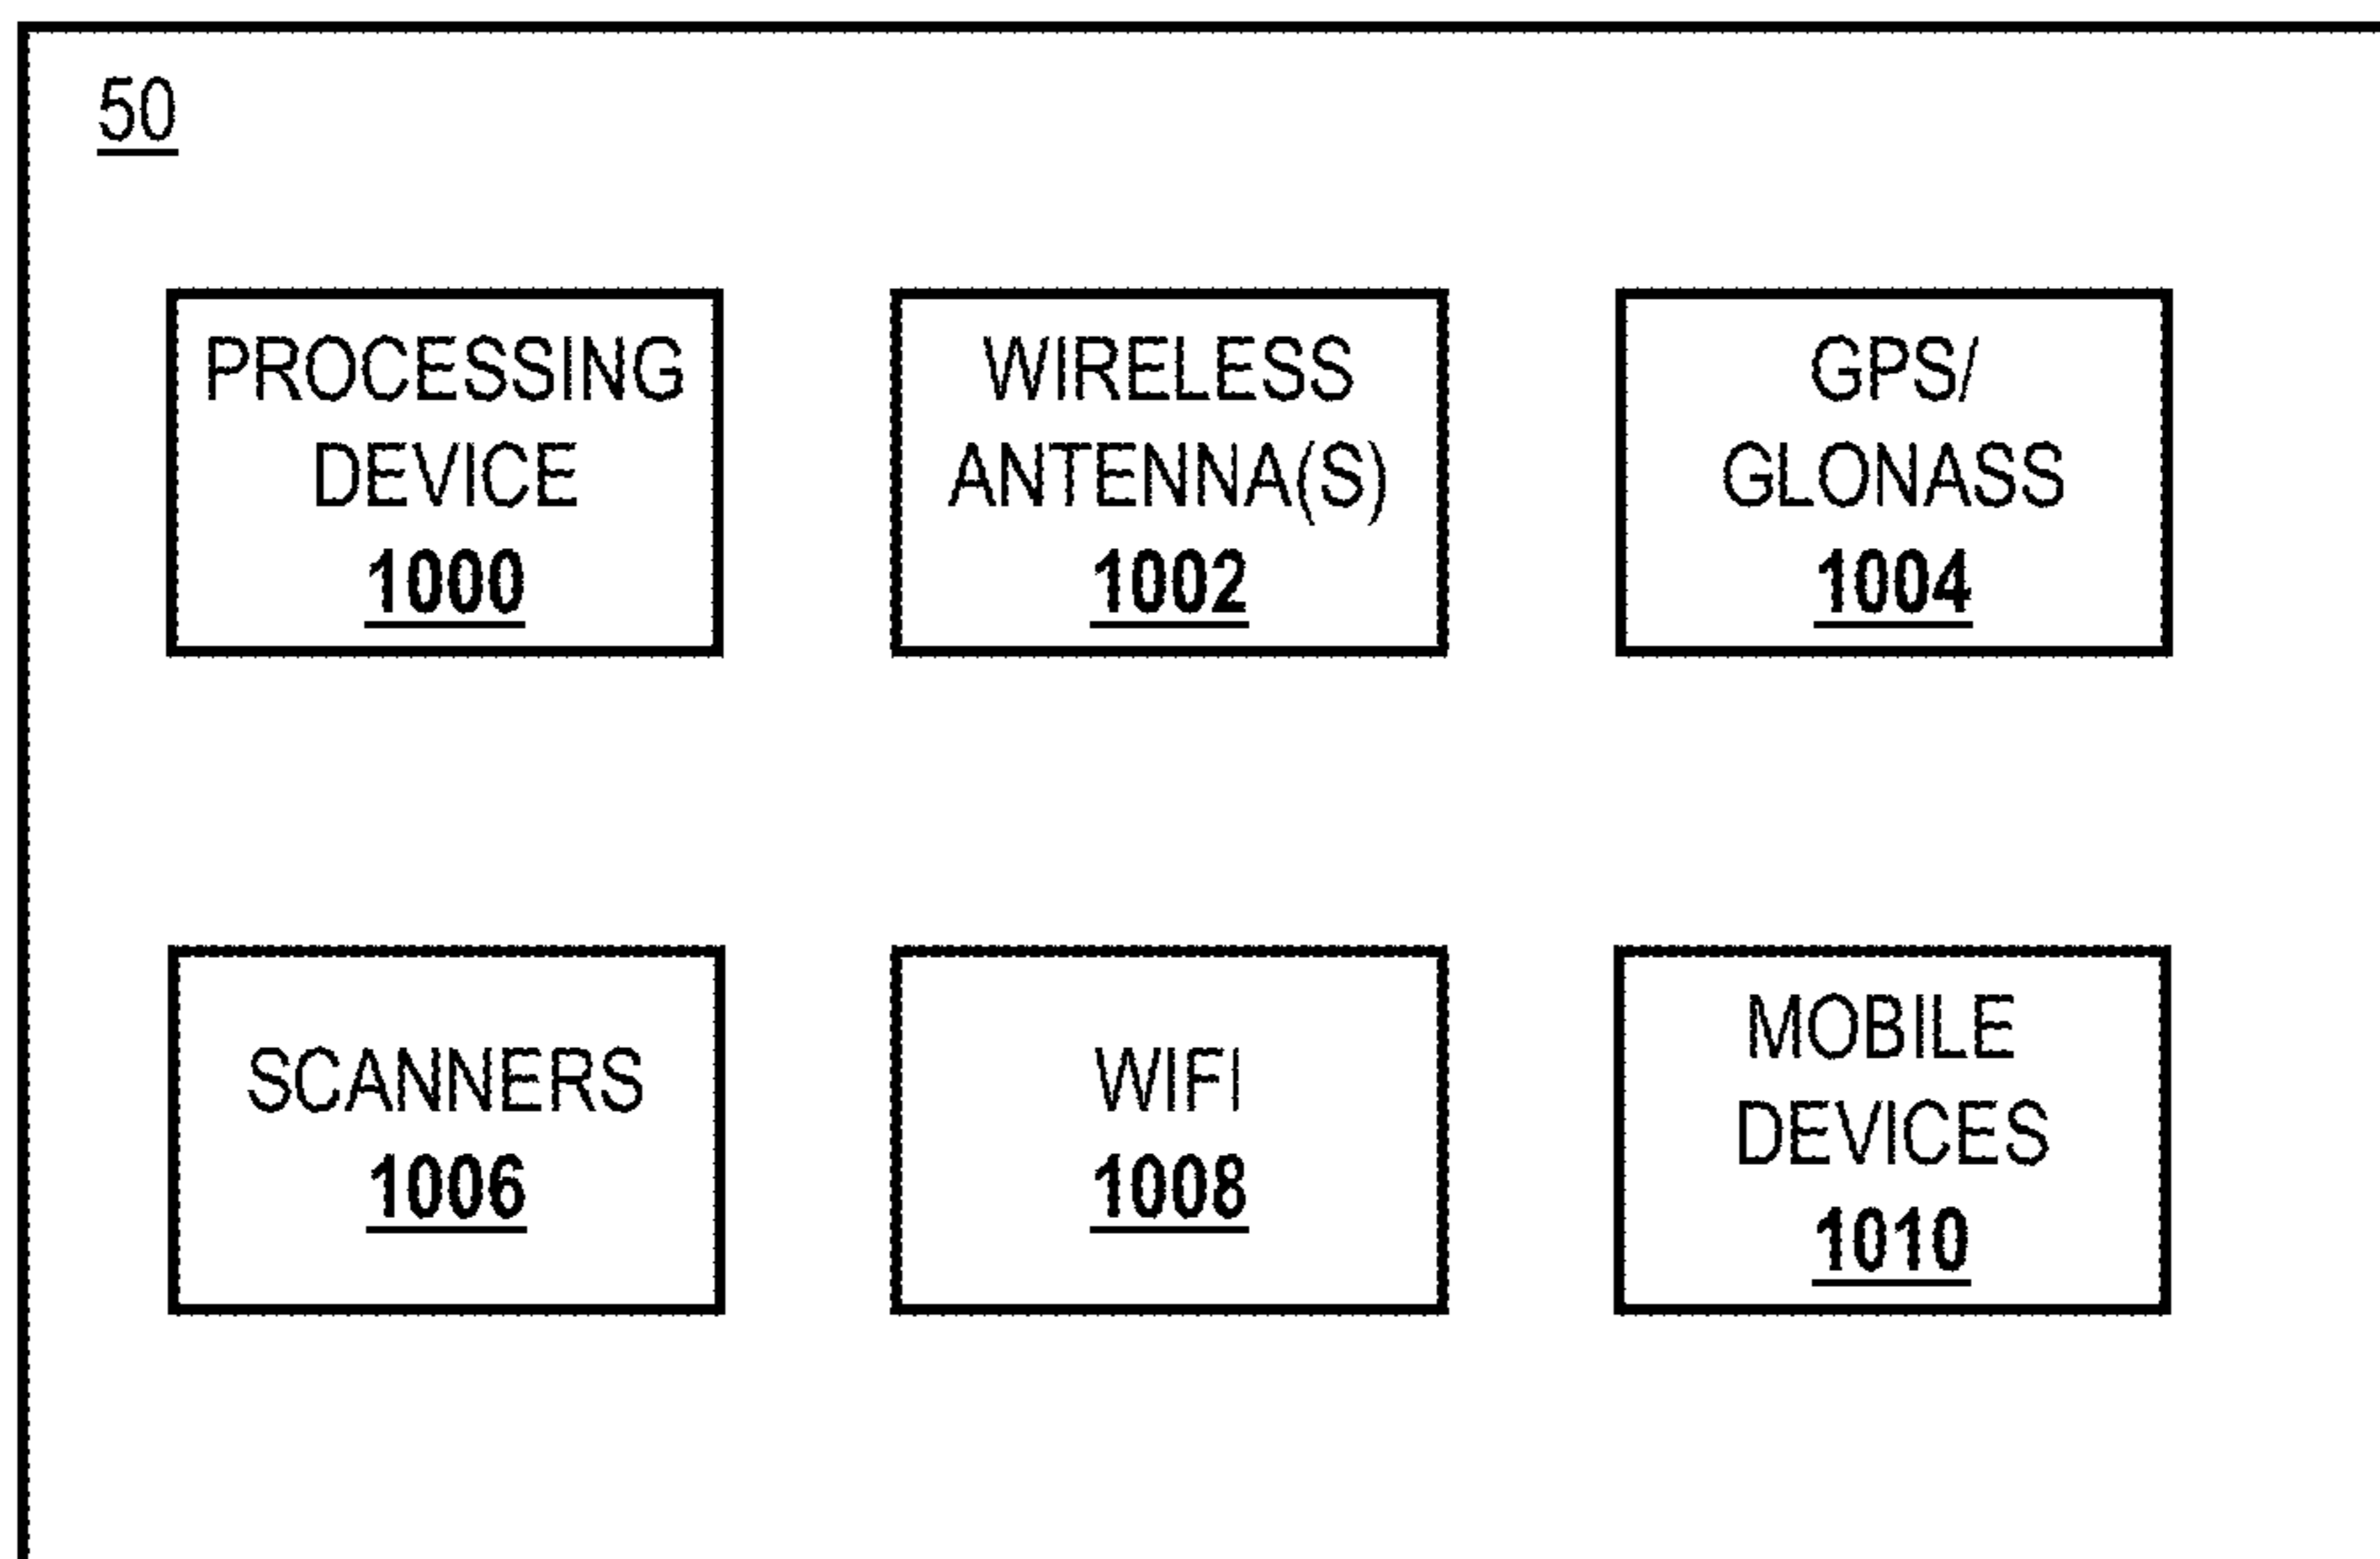 50
PROCESSING
DEVICE
1000
WIRELESS
ANTENNA(S)
1002
GPS/
GLONASS
1004
SCANNERS
1006
WIFI
1008
MOBILE
DEVICES
1010